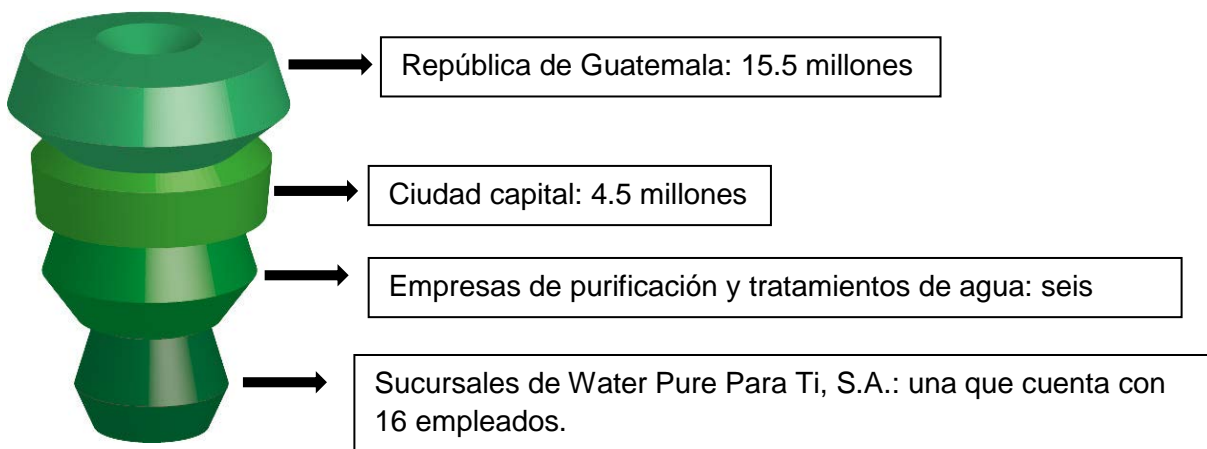 República de Guatemala: 15.5 millones
Ciudad capital: 4.5 millones
Empresas de purificación y tratamientos de agua: seis
Sucursales de Water Pure Para Ti, S.A.: una que cuenta con
16 empleados.